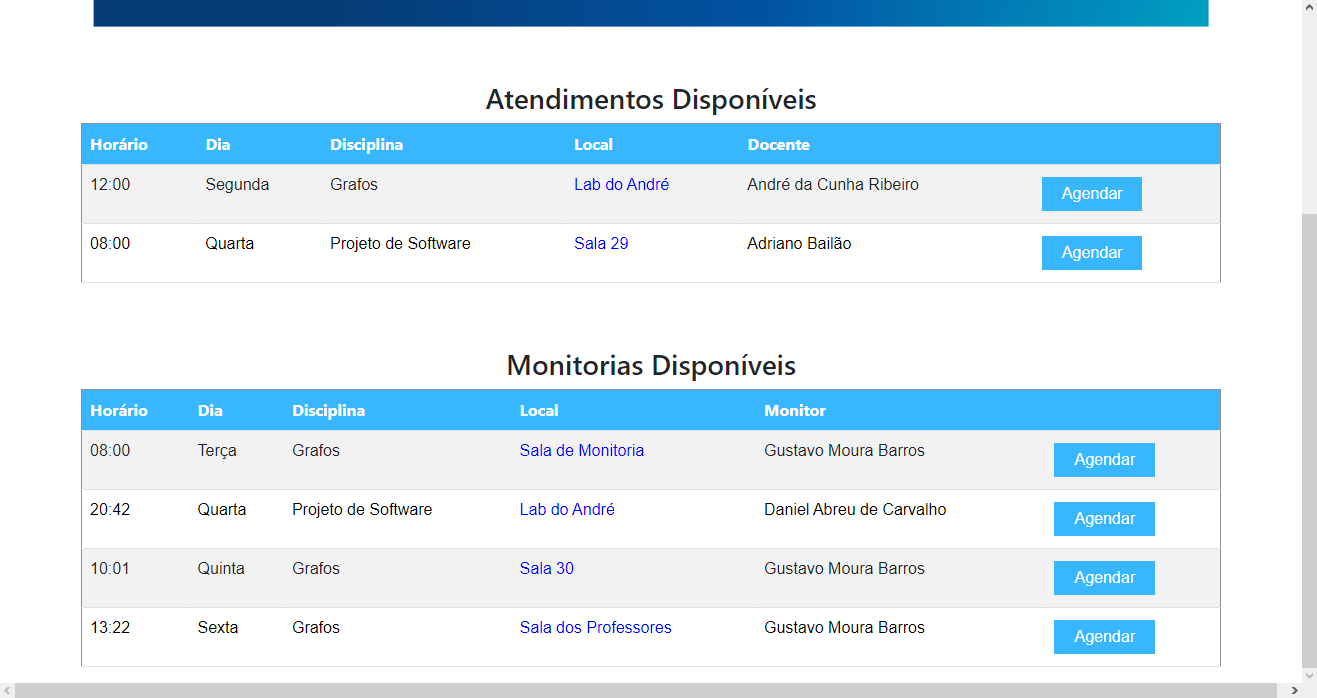 Atendimentos Disponíveis
Horário Dia Disciplina Local Docente
12:00 Segunda Grafos Lab do André André da Cunha Ribeiro Agendar
08:00 Quarta Projeto de Software Sala 29 Adriano Bailão Agendar
Monitorias Disponíveis
Horário Dia Disciplina Local Monitor
08:00 Terça Grafos Sala de Monitoria Gustavo Moura Barros Agendar
20:42 Quarta Projeto de Software Lab do André Daniel Abreu de Carvalho Agendar
10:01 Quinta Grafos Sala 30 Gustavo Moura Barros Agendar
13:22 Sexta Grafos Sala dos Professores Gustavo Moura Barros Agendar